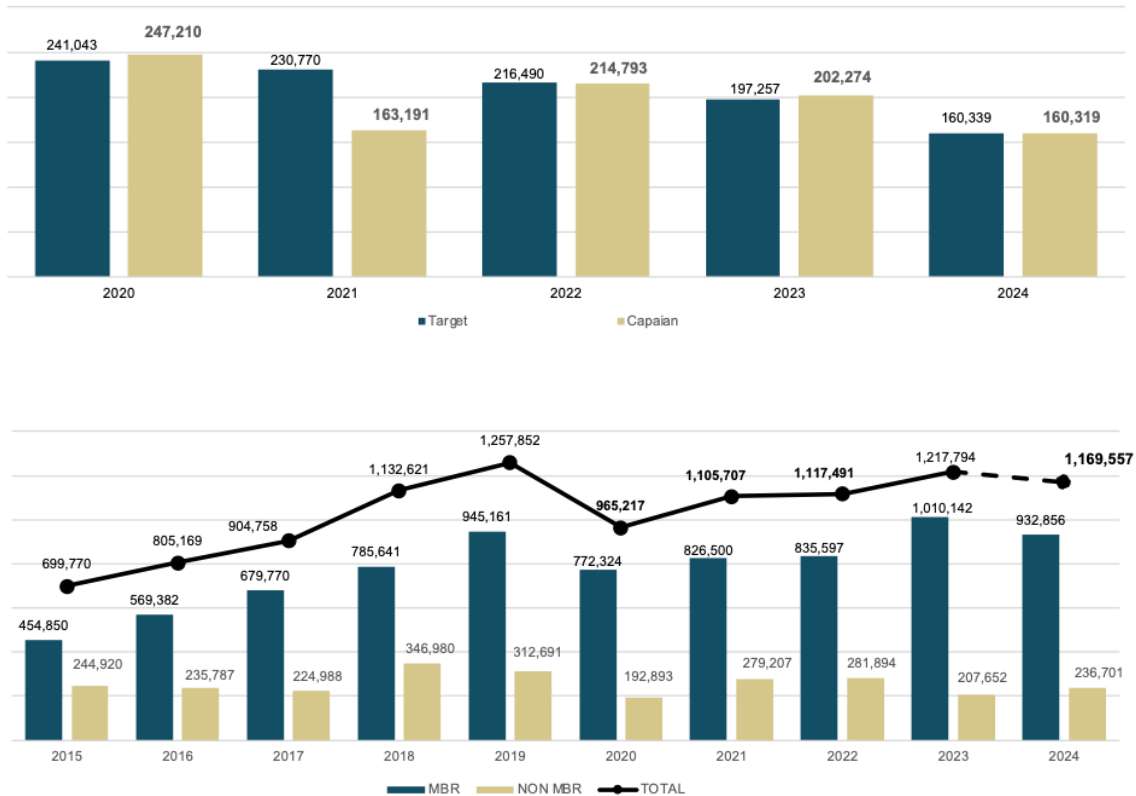 241,043 247,210 230,770 163,191 216,490 214,793 197,257 202,274 160,339 160,319
2020 2021 2022 2023 2024
Target Capaian
699,770 805,169 904,758 1,132,621 1,257,852 965,217 1,105,707 1,117,491 1,217,794 1,169,557
454,850 569,382 679,770 785,641 945,161 772,324 826,500 835,597 1,010,142 932,856
244,920 235,787 224,988 346,980 312,691 192,893 279,207 281,894 207,652 236,701
2015 2016 2017 2018 2019 2020 2021 2022 2023 2024
MBR NON MBR TOTAL